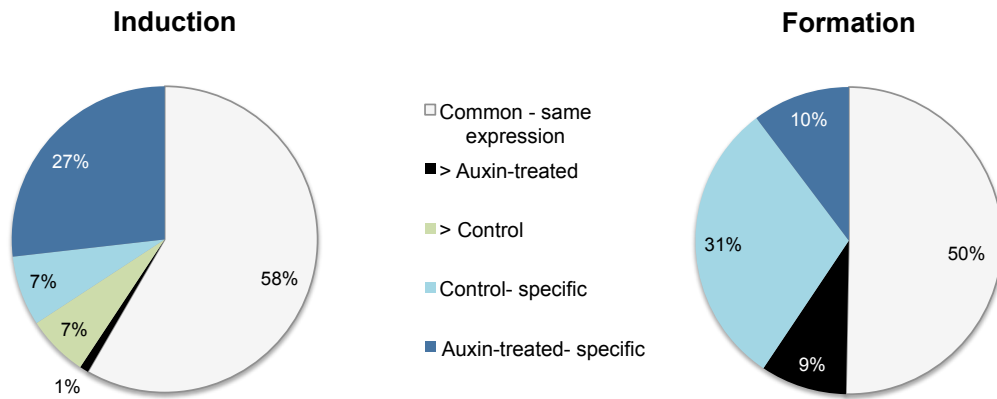 Induction
Formation
27%
7%
7%
1%
58%
Common - same
expression
> Auxin-treated
> Control
Control- specific
Auxin-treated- specific
10%
31%
9%
50%